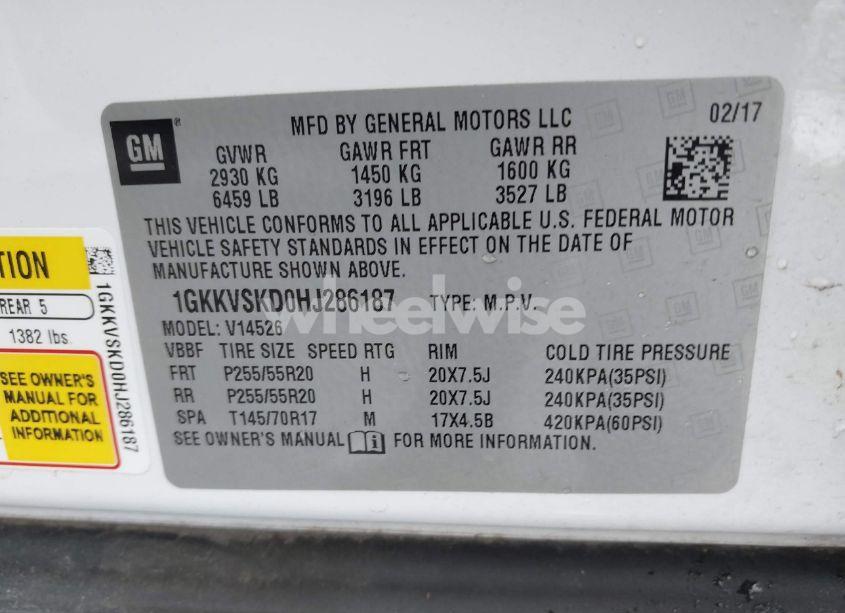 GM
MFD BY GENERAL MOTORS LLC
02/17
GVWR GAWR FRT GAWR RR
2930 KG 1450 KG 1600 KG
6459 LB 3196 LB 3527 LB
THIS VEHICLE CONFORMS TO ALL APPLICABLE U.S. FEDERAL MOTOR
VEHICLE SAFETY STANDARDS IN EFFECT ON THE DATE OF
MANUFACTURE SHOWN ABOVE.
1GKKVSKD0HJ286187 TYPE: M.P.V.
MODEL: V14526
VBBF TIRE SIZE SPEED RTG RIM COLD TIRE PRESSURE
FRT P255/55R20 H 20X7.5J 240KPA(35PSI)
RR P255/55R20 H 20X7.5J 240KPA(35PSI)
SPA T145/70R17 M 17X4.5B 420KPA(60PSI)
SEE OWNER'S MANUAL FOR MORE INFORMATION.
wheelwise
TION
REAR 5
1382 lbs.
SEE OWNER'S
MANUAL FOR
ADDITIONAL
INFORMATION
1GKKVSKD0HJ286187